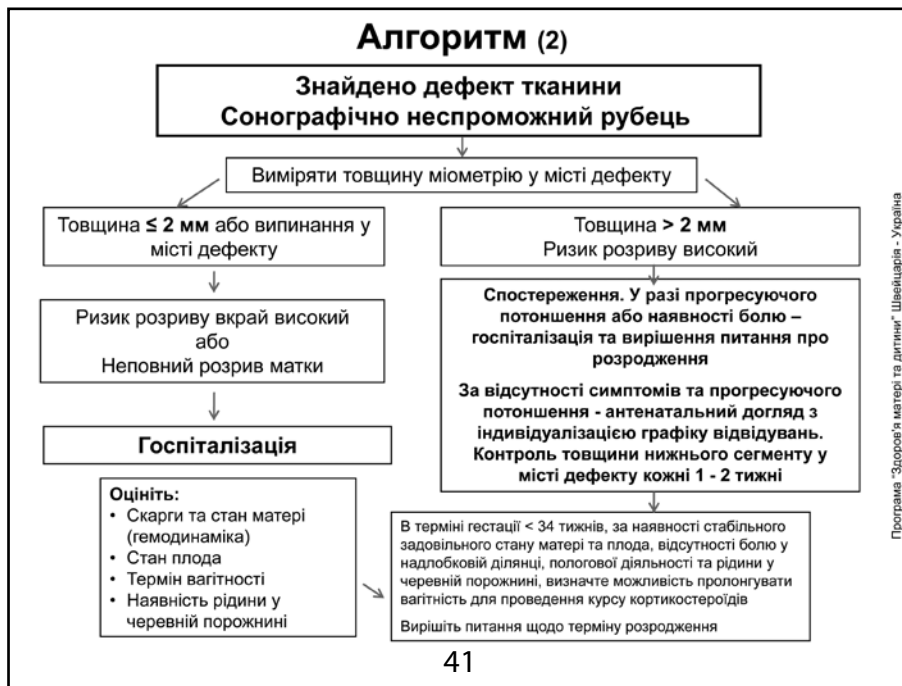 Алгоритм (2)
Знайдено дефект тканини
Сонографічно неспроможний рубець
Виміряти товщину міометрію у місті дефекту
Товщина ≤ 2 мм або випинання у
місті дефекту
Товщина > 2 мм
Ризик розриву високий
Ризик розриву вкрай високий
або
Неповний розрив матки
Спостереження. У разі прогресуючого
потоншення або наявності болю –
госпіталізація та вирішення питання про
розродження
За відсутності симптомів та прогресуючого
потоншення - антенатальний догляд з
індивідуалізацією графіку відвідувань.
Контроль товщини нижнього сегменту у
місті дефекту кожні 1 - 2 тижні
Госпіталізація
Оцініть:
• Скарги та стан матері
(гемодинаміка)
• Стан плода
• Термін вагітності
• Наявність рідини у
черевній порожнині
В терміні гестації < 34 тижнів, за наявності стабільного
задовільного стану матері та плода, відсутності болю у
надлобковій ділянці, пологової діяльності та рідини у
черевній порожнині, визначте можливість пролонгувати
вагітність для проведення курсу кортикостероїдів
Вирішіть питання щодо терміну розродження
Програма "Здоров'я матері та дитини" Швейцарія - Україна
41